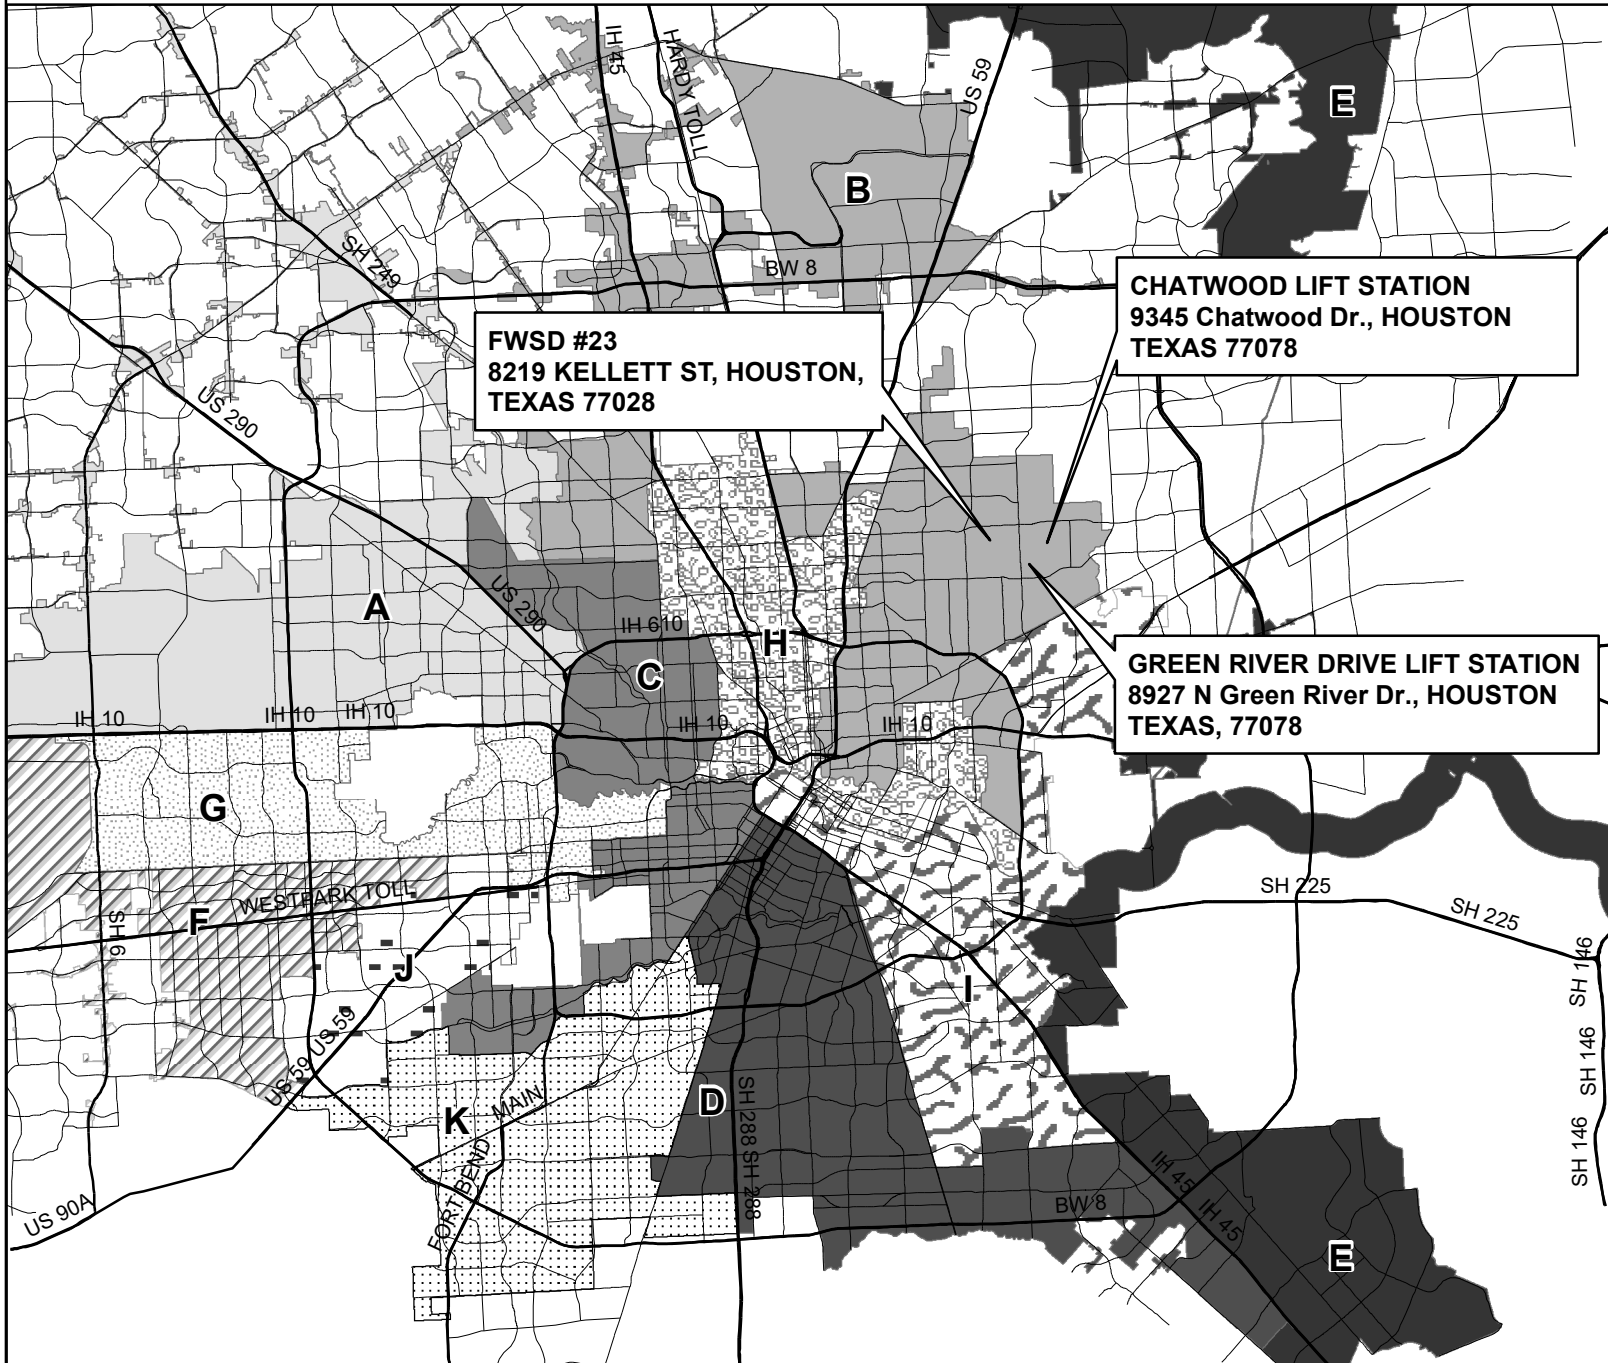 IH 45
HARDY TOLL
US 59
E
B
SH 249
BW 8
CHATWOOD LIFT STATION
9345 Chatwood Dr., HOUSTON
TEXAS 77078
FWSD #23
8219 KELLETT ST, HOUSTON,
TEXAS 77028
US 290
US 290
A
IH 610
H
C
GREEN RIVER DRIVE LIFT STATION
8927 N Green River Dr., HOUSTON
TEXAS, 77078
IH 10
IH 10
IH 10
IH 10
IH 10
G
WESTPARK TOLL
SH 225
SH 225
F
SH 6
J
I
SH 146
US 59
US 59
SH 146
K
MAIN
D
SH 288
SH 288
SH 146
FORT BEND
IH 45
BW 8
IH 45
US 90A
E